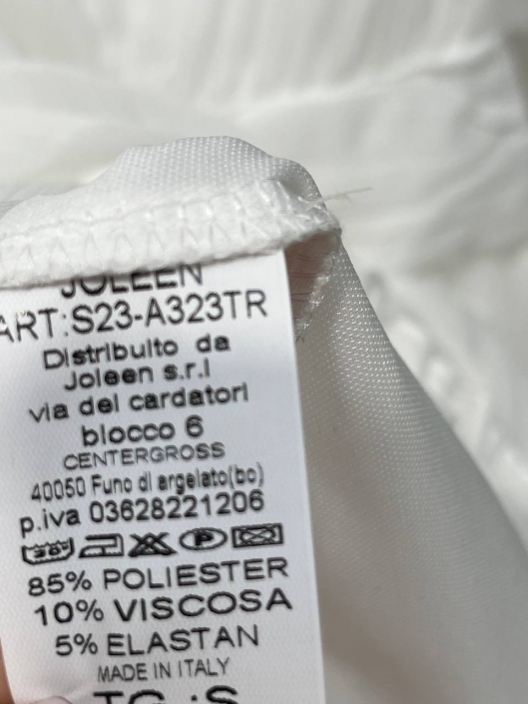 JOLEEN
ART:S23-A323TR
Distribuito da
Joleen s.r.l
via dei cardatori
blocco 6
CENTERGROSS
40050 Funo di argelato(bo)
p.iva 03628221206
P
85% POLIESTER
10% VISCOSA
5% ELASTAN
MADE IN ITALY
TG.:S